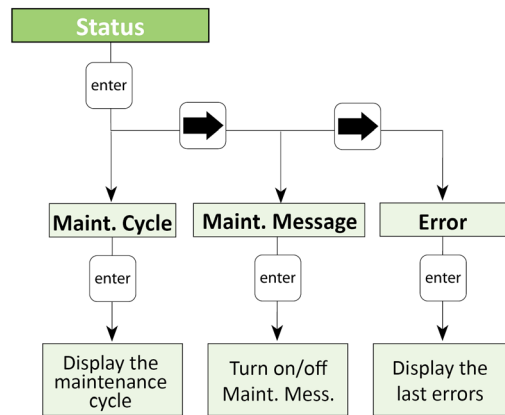 Status
enter
Maint. Cycle
Maint. Message
Error
enter
enter
enter
Display the
maintenance
cycle
Turn on/off
Maint. Mess.
Display the
last errors